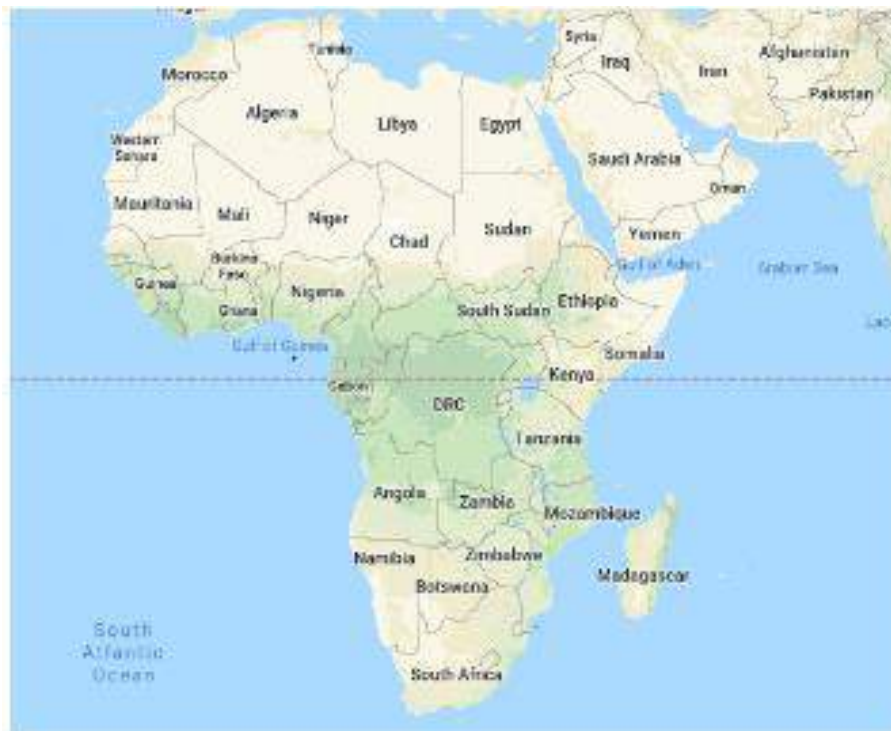 Tunisia
Morocco
Algeria
Libya
Egypt
Syria
Iraq
Iran
Afghanistan
Pakistan
Western
Sahara
Saudi Arabia
Oman
Mauritania
Mali
Niger
Chad
Sudan
Yemen
Gulf of Aden
Arabian Sea
Burkina
Faso
Guinea
Ghana
Nigeria
South Sudan
Ethiopia
Gulf of Guinea
Somalia
Gabon
Kenya
DRC
Tanzania
Angola
Zambia
Mozambique
Namibia
Zimbabwe
Botswana
Madagascar
South
Atlantic
Ocean
South Africa